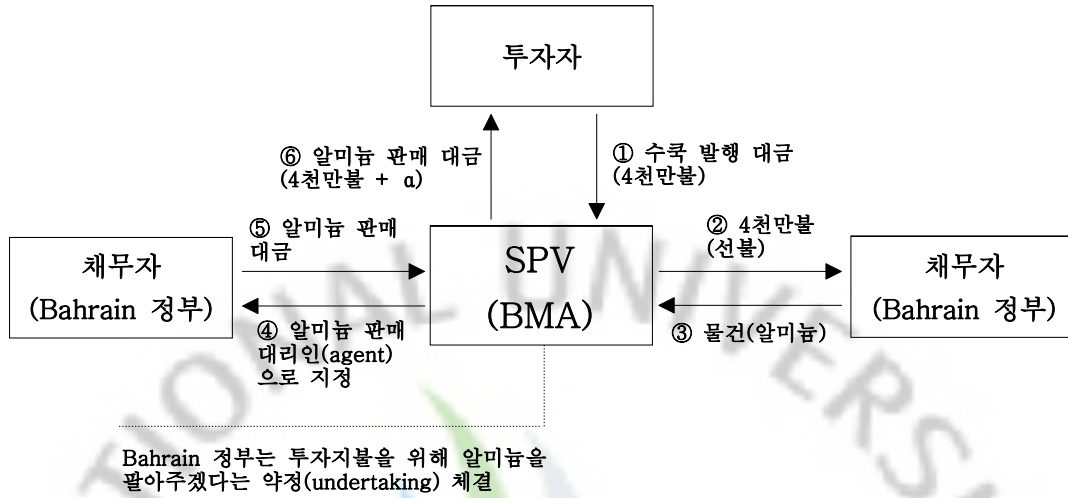 투자자
⑥ 알미늄 판매 대금
(4천만불 + α)
① 수쿡 발행 대금
(4천만불)
⑤ 알미늄 판매
대금
② 4천만불
(선불)
채무자
(Bahrain 정부)
SPV
(BMA)
채무자
(Bahrain 정부)
④ 알미늄 판매
대리인(agent)
으로 지정
③ 물건(알미늄)
Bahrain 정부는 투자지불을 위해 알미늄을
팔아주겠다는 약정(undertaking) 체결
TIONAL UNIVERS